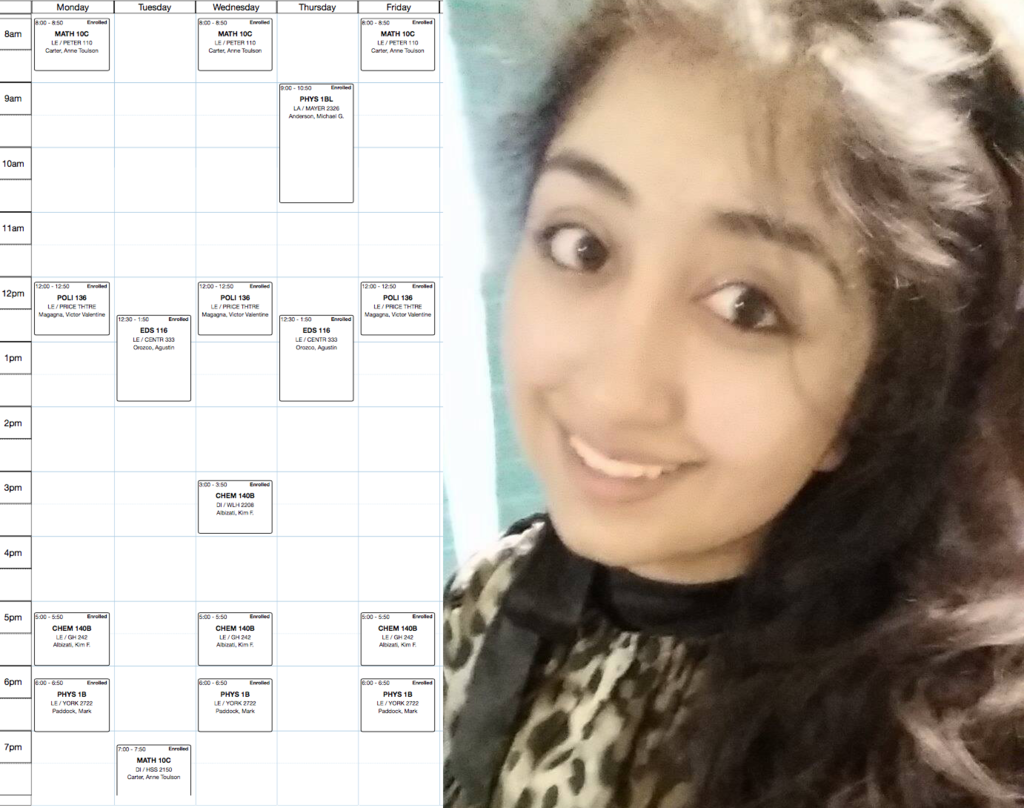 Monday Tuesday Wednesday Thursday Friday
8am
8:00 - 8:50 Enrolled
MATH 10C
LE / PETER 110
Carter, Anne Toulson
8:00 - 8:50 Enrolled
MATH 10C
LE / PETER 110
Carter, Anne Toulson
8:00 - 8:50 Enrolled
MATH 10C
LE / PETER 110
Carter, Anne Toulson
9am
9:00 - 10:50 Enrolled
PHYS 1BL
LA / MAYER 2326
Anderson, Michael G.
10am
11am
12pm
12:00 - 12:50 Enrolled
POLI 136
LE / PRICE THTRE
Magagna, Victor Valentine
12:00 - 12:50 Enrolled
POLI 136
LE / PRICE THTRE
Magagna, Victor Valentine
12:00 - 12:50 Enrolled
POLI 136
LE / PRICE THTRE
Magagna, Victor Valentine
12:30 - 1:50 Enrolled
EDS 116
LE / CENTR 333
Orozco, Agustin
12:30 - 1:50 Enrolled
EDS 116
LE / CENTR 333
Orozco, Agustin
1pm
2pm
3pm
3:00 - 3:50 Enrolled
CHEM 140B
DI / WLH 2208
Albizati, Kim F.
4pm
5pm
5:00 - 5:50 Enrolled
CHEM 140B
LE / GH 242
Albizati, Kim F.
5:00 - 5:50 Enrolled
CHEM 140B
LE / GH 242
Albizati, Kim F.
5:00 - 5:50 Enrolled
CHEM 140B
LE / GH 242
Albizati, Kim F.
6pm
6:00 - 6:50 Enrolled
PHYS 1B
LE / YORK 2722
Paddock, Mark
6:00 - 6:50 Enrolled
PHYS 1B
LE / YORK 2722
Paddock, Mark
6:00 - 6:50 Enrolled
PHYS 1B
LE / YORK 2722
Paddock, Mark
7pm
7:00 - 7:50 Enrolled
MATH 10C
DI / HSS 2150
Carter, Anne Toulson